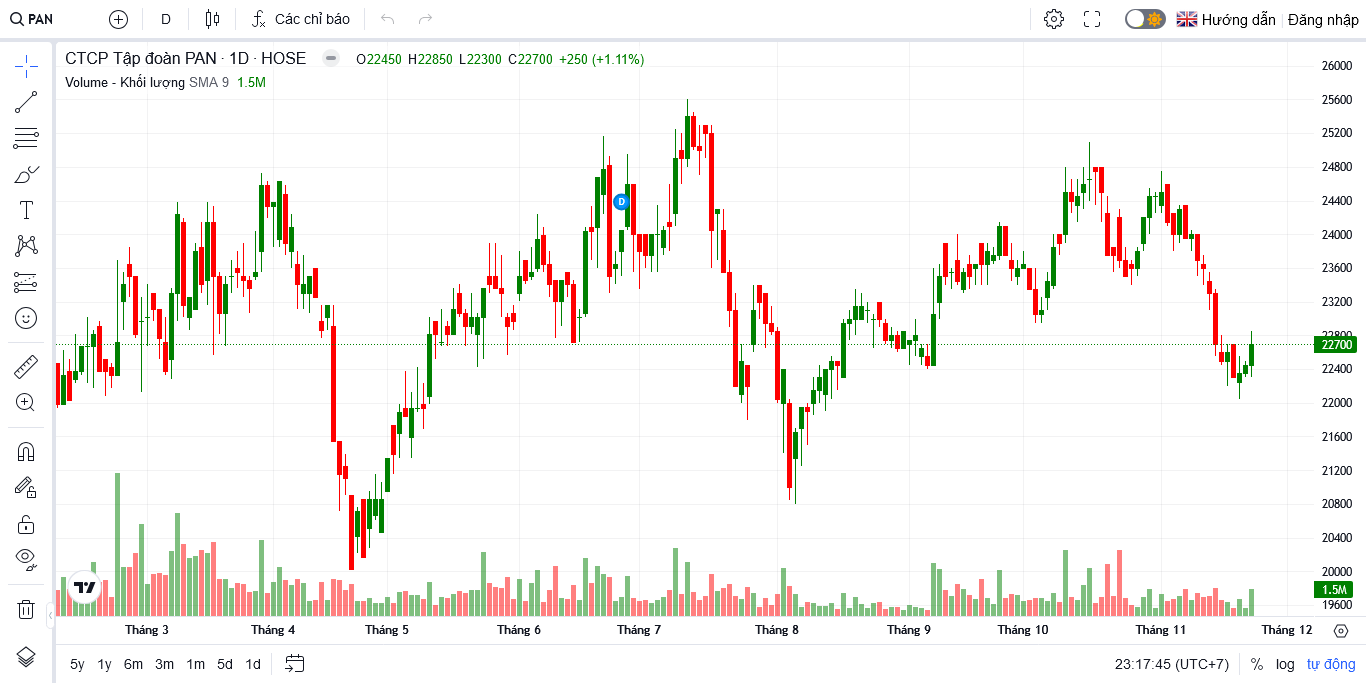 PAN D Các chỉ báo Hướng dẫn Đăng nhập
CTCP Tập đoàn PAN · 1D · HOSE O22450 H22850 L22300 C22700 +250 (+1.11%)
Volume - Khối lượng SMA 9 1.5M
26000
25600
25200
24800
24400
24000
23600
23200
22800
22700
22400
22000
21600
21200
20800
20400
20000
1.5M
19600
D
Tháng 3 Tháng 4 Tháng 5 Tháng 6 Tháng 7 Tháng 8 Tháng 9 Tháng 10 Tháng 11 Tháng 12
5y 1y 6m 3m 1m 5d 1d 23:17:45 (UTC+7) % log tự động